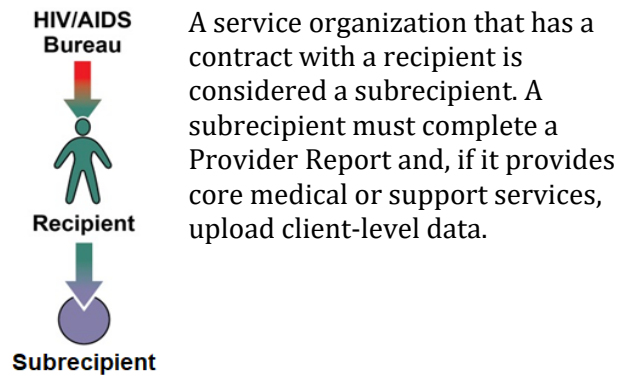 HIV/AIDS
Bureau
Recipient
Subrecipient
A service organization that has a
contract with a recipient is
considered a subrecipient. A
subrecipient must complete a
Provider Report and, if it provides
core medical or support services,
upload client-level data.